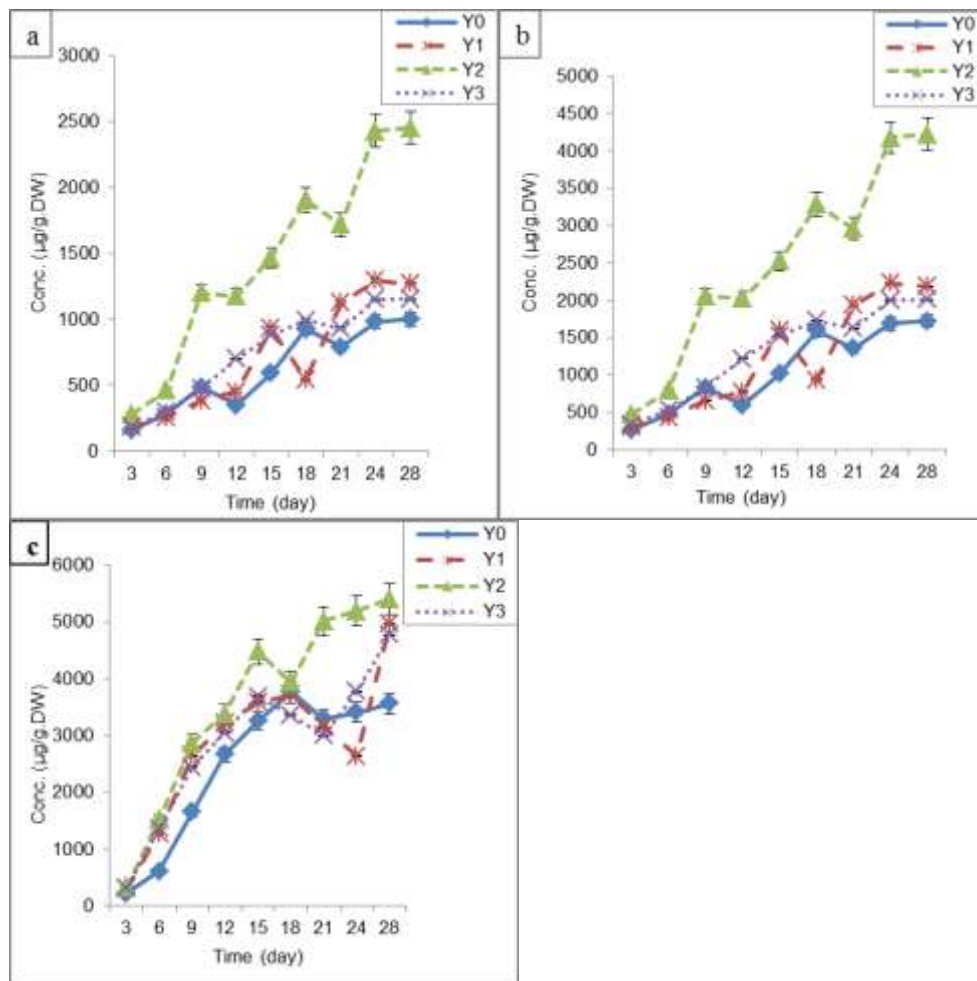 a
Y0
Y1
Y2
Y3
3000
2500
2000
1500
1000
500
0
Conc. (µg/g.DW)
3 6 9 12 15 18 21 24 28
Time (day)
b
Y0
Y1
Y2
Y3
5000
4500
4000
3500
3000
2500
2000
1500
1000
500
0
Conc. (µg/g.DW)
3 6 9 12 15 18 21 24 28
Time (day)
c
Y0
Y1
Y2
Y3
6000
5000
4000
3000
2000
1000
0
Conc. (µg/g.DW)
3 6 9 12 15 18 21 24 28
Time (day)